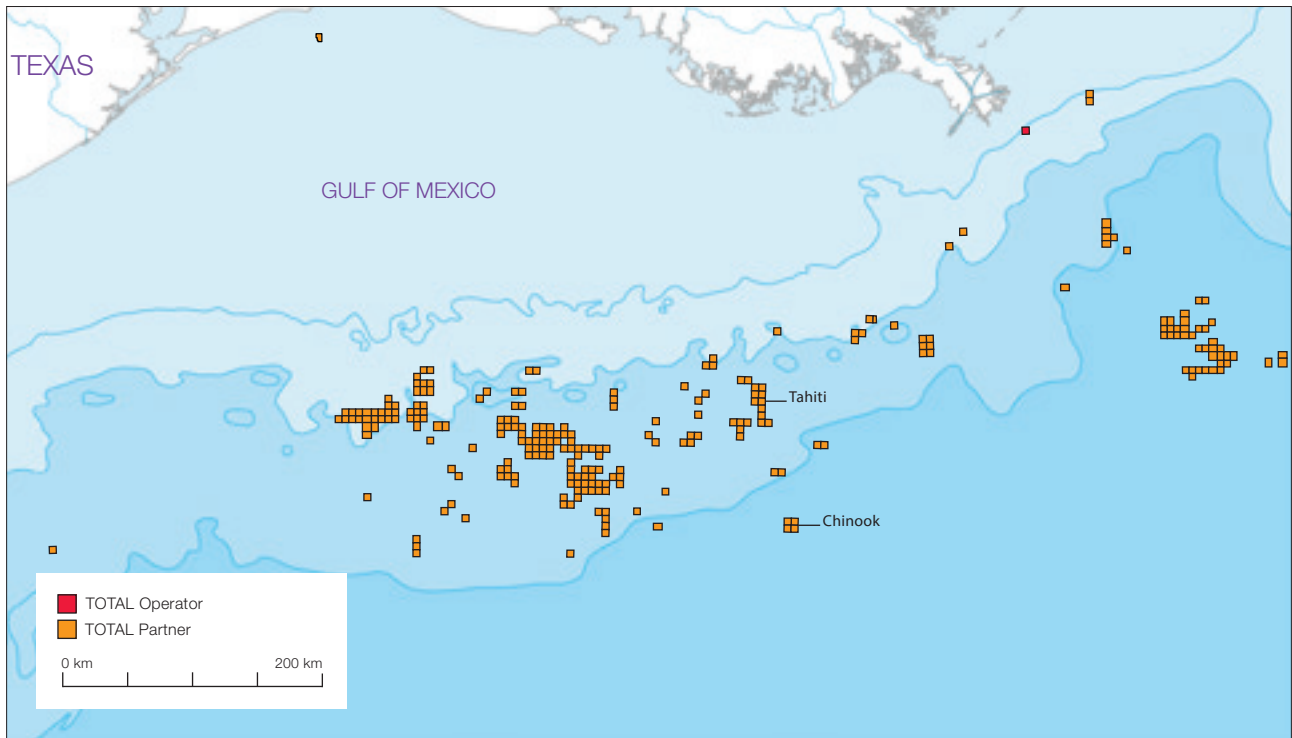 TEXAS
GULF OF MEXICO
Tahiti
Chinook
TOTAL Operator
TOTAL Partner
0 km 200 km